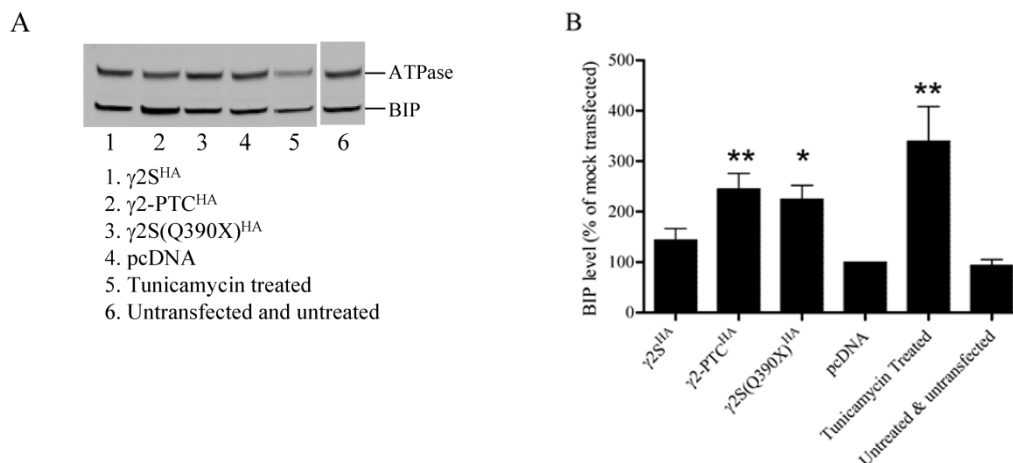 A
ATPase
BIP
1 2 3 4 5 6
1. γ2S^HA
2. γ2-PTC^HA
3. γ2S(Q390X)^HA
4. pcDNA
5. Tunicamycin treated
6. Untransfected and untreated
B
BIP level (% of mock transfected)
500
400
300
200
100
0
**
*
**
γ2S^HA
γ2-PTC^HA
γ2S(Q390X)^HA
pcDNA
Tunicamycin Treated
Untreated & untransfected